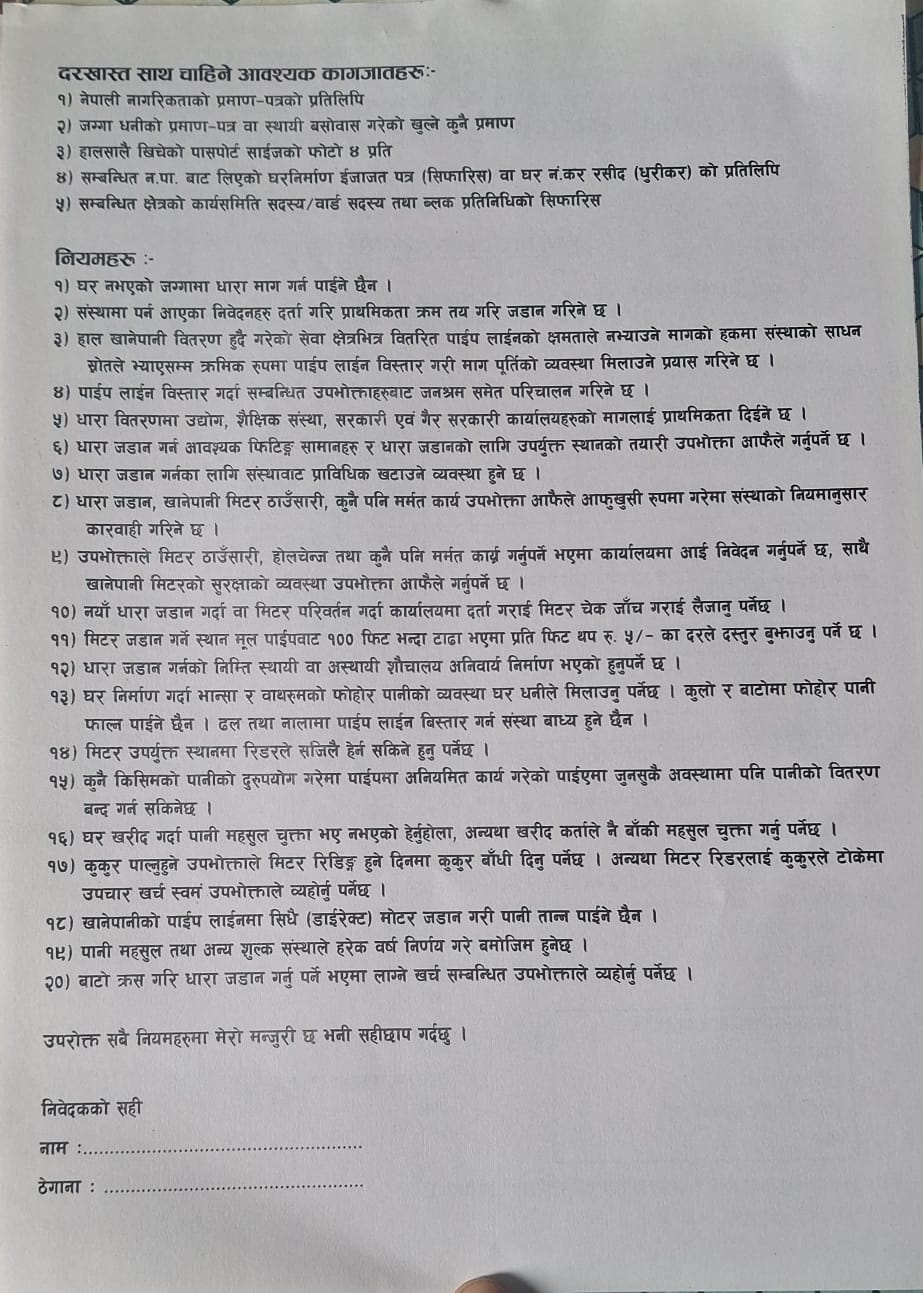 दरखास्त साथ चाहिने आवश्यक कागजातहरू:-
१) नेपाली नागरिकताको प्रमाण-पत्रको प्रतिलिपि
२) जग्गा धनीको प्रमाण-पत्र वा स्थायी बसोवास गरेको खुल्ने कुनै प्रमाण
३) हालसालै खिचेको पासपोर्ट साईजको फोटो ४ प्रति
४) सम्बन्धित न.पा. बाट लिएको घरनिर्माण ईजाजत पत्र (सिफारिस) वा घर नं.कर रसीद (धुरीकर) को प्रतिलिपि
५) सम्बन्धित क्षेत्रको कार्यसमिति सदस्य/वार्ड सदस्य तथा ब्लक प्रतिनिधिको सिफारिस
नियमहरू :-
१) घर नभएको जग्गामा धारा माग गर्न पाईने छैन ।
२) संस्थामा पर्न आएका निवेदनहरु दर्ता गरि प्राथमिकता क्रम तय गरि जडान गरिने छ ।
३) हाल खानेपानी वितरण हुदै गरेको सेवा क्षेत्रभित्र वितरित पाईप लाईनको क्षमताले नभ्याउने मागको हकमा संस्थाको साधन
स्रोतले भ्याएसम्म क्रमिक रुपमा पाईप लाईन विस्तार गरी माग पूर्तिको व्यवस्था मिलाउने प्रयास गरिने छ ।
४) पाईप लाईन विस्तार गर्दा सम्बन्धित उपभोक्ताहरुबाट जनश्रम समेत परिचालन गरिने छ ।
५) धारा वितरणमा उद्योग, शैक्षिक संस्था, सरकारी एवं गैर सरकारी कार्यालयहरुको मागलाई प्राथमिकता दिईने छ ।
६) धारा जडान गर्न आवश्यक फिटिङ्ग सामानहरु र धारा जडानको लागि उपर्युक्त स्थानको तयारी उपभोक्ता आफैले गर्नुपर्ने छ ।
७) धारा जडान गर्नका लागि संस्थावाट प्राविधिक खटाउने व्यवस्था हुने छ ।
८) धारा जडान, खानेपानी मिटर ठाउँसारी, कुनै पनि मर्मत कार्य उपभोक्ता आफैले आफुखुसी रुपमा गरेमा संस्थाको नियमानुसार
कारवाही गरिने छ ।
९) उपभोक्ताले मिटर ठाउँसारी, होलचेन्ज तथा कुनै पनि मर्मत कार्य गर्नुपर्ने भएमा कार्यालयमा आई निवेदन गर्नुपर्ने छ, साथै
खानेपानी मिटरको सुरक्षाको व्यवस्था उपभोक्ता आफैले गर्नुपर्ने छ ।
१०) नयाँ धारा जडान गर्दा वा मिटर परिवर्तन गर्दा कार्यालयमा दर्ता गराई मिटर चेक जाँच गराई लैजानु पर्नेछ ।
११) मिटर जडान गर्ने स्थान मूल पाईपवाट १०० फिट भन्दा टाढा भएमा प्रति फिट थप रु. ५/- का दरले दस्तुर बुझाउनु पर्ने छ ।
१२) धारा जडान गर्नको निम्ति स्थायी वा अस्थायी शौचालय अनिवार्य निर्माण भएको हुनुपर्ने छ ।
१३) घर निर्माण गर्दा भान्सा र वाथरुमको फोहोर पानीको व्यवस्था घर धनीले मिलाउनु पर्नेछ । कुलो र बाटोमा फोहोर पानी
फाल्न पाईने छैन । ढल तथा नालामा पाईप लाईन बिस्तार गर्न संस्था बाध्य हुने छैन ।
१४) मिटर उपर्युक्त स्थानमा रिडरले सजिलै हेर्न सकिने हुनु पर्नेछ ।
१५) कुनै किसिमको पानीको दुरुपयोग गरेमा पाईपमा अनियमित कार्य गरेको पाईएमा जुनसुकै अवस्थामा पनि पानीको वितरण
बन्द गर्न सकिनेछ ।
१६) घर खरीद गर्दा पानी महसुल चुक्ता भए नभएको हेर्नुहोला, अन्यथा खरीद कर्ताले नै बाँकी महसुल चुक्ता गर्नु पर्नेछ ।
१७) कुकुर पाल्नुहुने उपभोक्ताले मिटर रिडिङ्ग हुने दिनमा कुकुर बाँधी दिनु पर्नेछ । अन्यथा मिटर रिडरलाई कुकुरले टोकेमा
उपचार खर्च स्वमं उपभोक्ताले व्यहोर्नु पर्नेछ ।
१८) खानेपानीको पाईप लाईनमा सिधै (डाईरेक्ट) मोटर जडान गरी पानी तान्न पाईने छैन ।
१९) पानी महसुल तथा अन्य शुल्क संस्थाले हरेक वर्ष निर्णय गरे बमोजिम हुनेछ ।
२०) बाटो क्रस गरि धारा जडान गर्नु पर्ने भएमा लाग्ने खर्च सम्बन्धित उपभोक्ताले व्यहोर्नु पर्नेछ ।
उपरोक्त सबै नियमहरुमा मेरो मन्जुरी छ भनी सहीछाप गर्दछु ।
निवेदकको सही
नाम :......................................................
ठेगाना : ..................................................